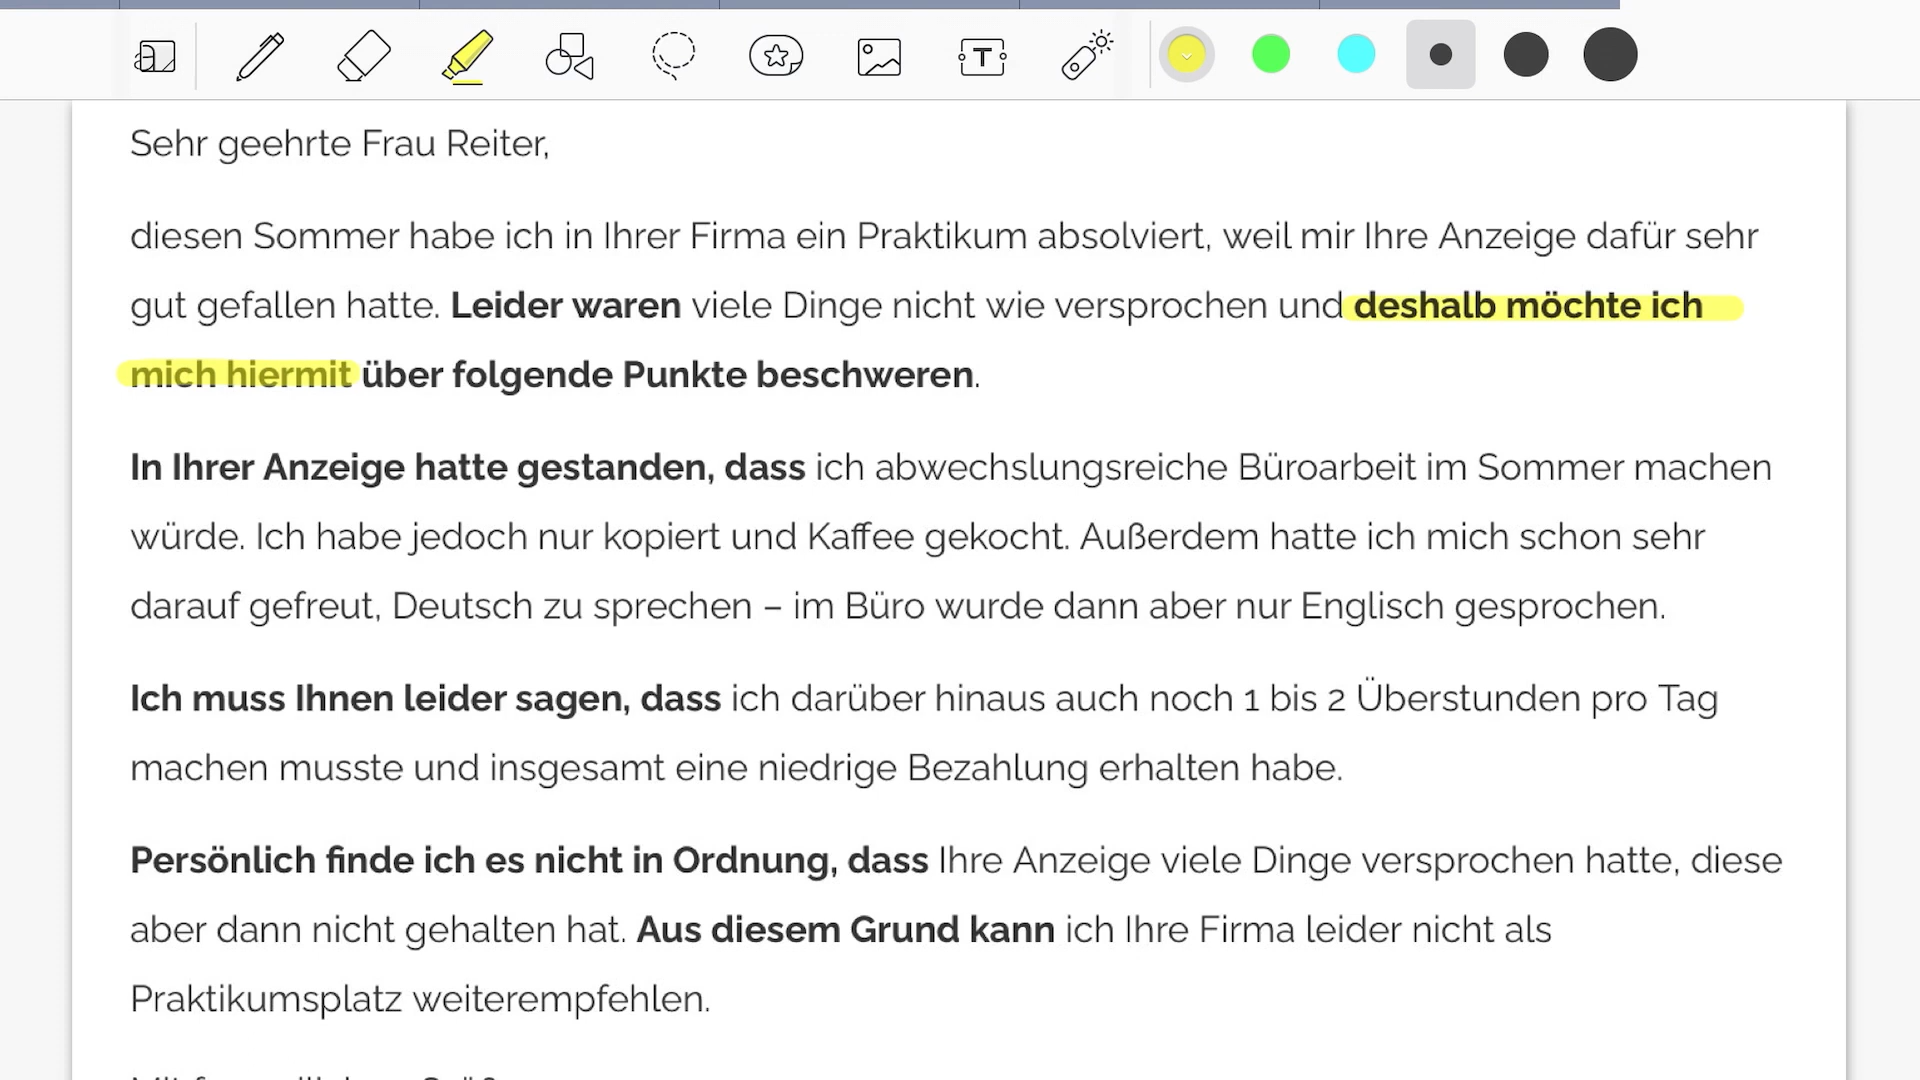 Sehr geehrte Frau Reiter,
diesen Sommer habe ich in Ihrer Firma ein Praktikum absolviert, weil mir Ihre Anzeige dafür sehr
gut gefallen hatte. Leider waren viele Dinge nicht wie versprochen und deshalb möchte ich
mich hiermit über folgende Punkte beschweren.
In Ihrer Anzeige hatte gestanden, dass ich abwechslungsreiche Büroarbeit im Sommer machen
würde. Ich habe jedoch nur kopiert und Kaffee gekocht. Außerdem hatte ich mich schon sehr
darauf gefreut, Deutsch zu sprechen – im Büro wurde dann aber nur Englisch gesprochen.
Ich muss Ihnen leider sagen, dass ich darüber hinaus auch noch 1 bis 2 Überstunden pro Tag
machen musste und insgesamt eine niedrige Bezahlung erhalten habe.
Persönlich finde ich es nicht in Ordnung, dass Ihre Anzeige viele Dinge versprochen hatte, diese
aber dann nicht gehalten hat. Aus diesem Grund kann ich Ihre Firma leider nicht als
Praktikumsplatz weiterempfehlen.